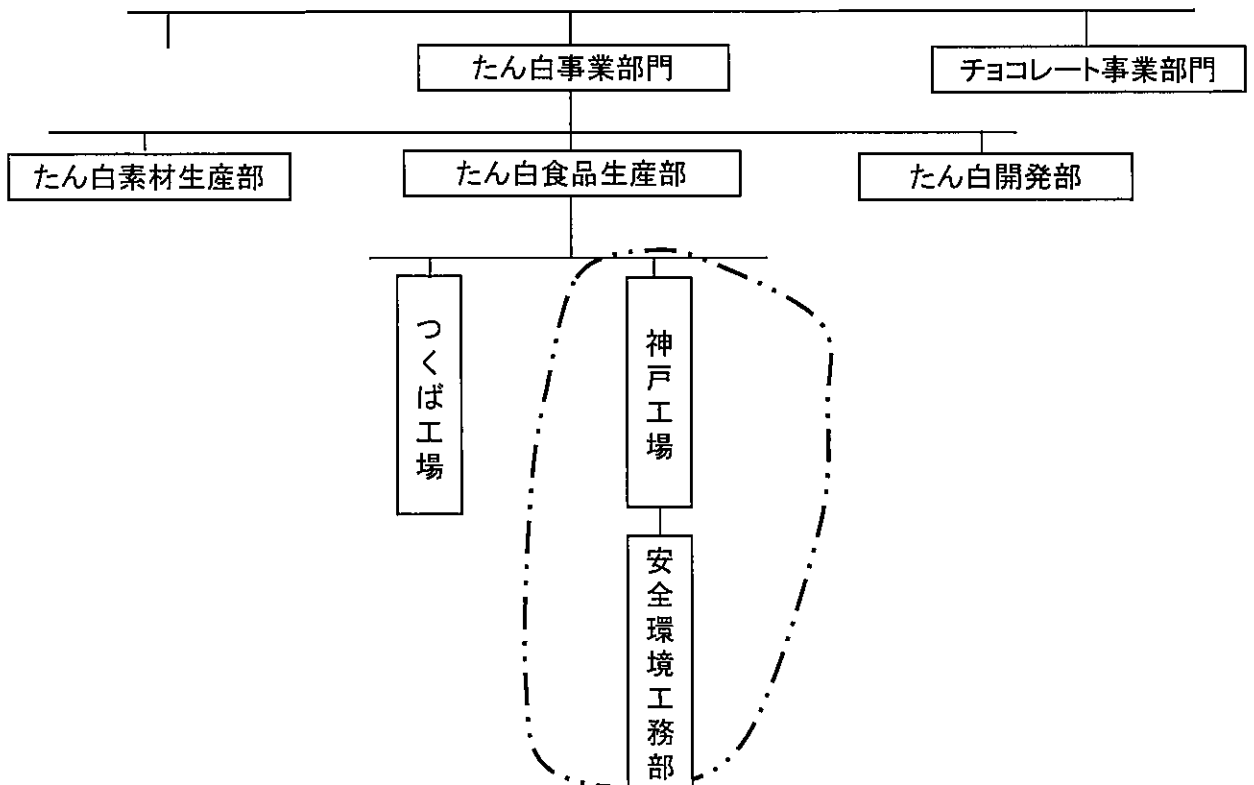 たん白事業部門
チョコレート事業部門
たん白素材生産部
たん白食品生産部
たん白開発部
つくば工場
神戸工場
安全環境工務部